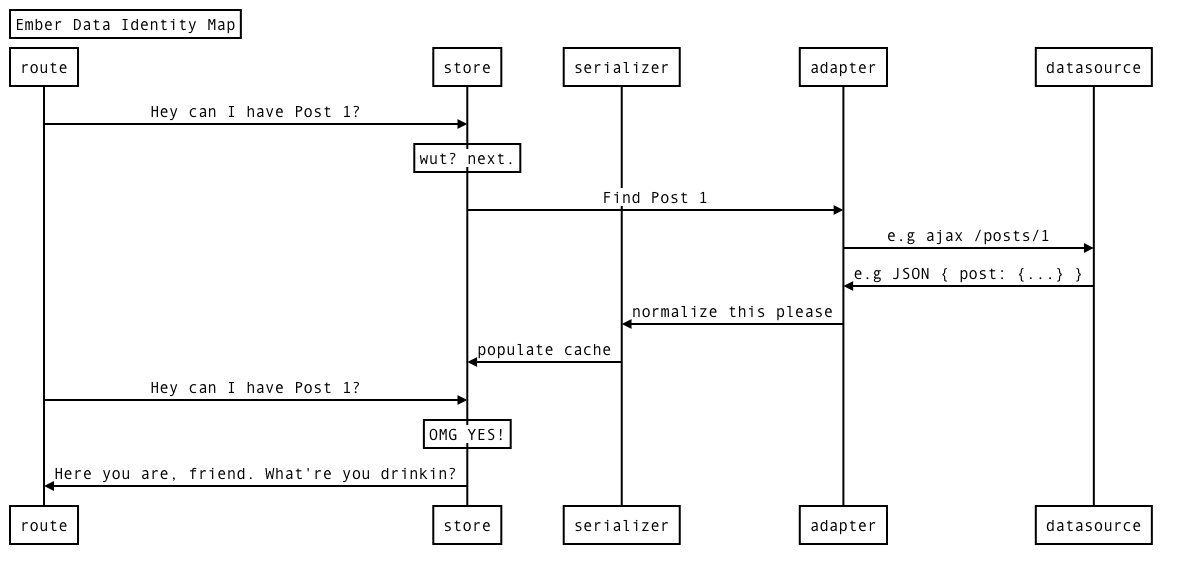 Ember Data Identity Map
route
store
serializer
adapter
datasource
Hey can I have Post 1?
wut? next.
Find Post 1
e.g ajax /posts/1
e.g JSON { post: {...} }
normalize this please
populate cache
Hey can I have Post 1?
OMG YES!
Here you are, friend. What're you drinkin?
route
store
serializer
adapter
datasource